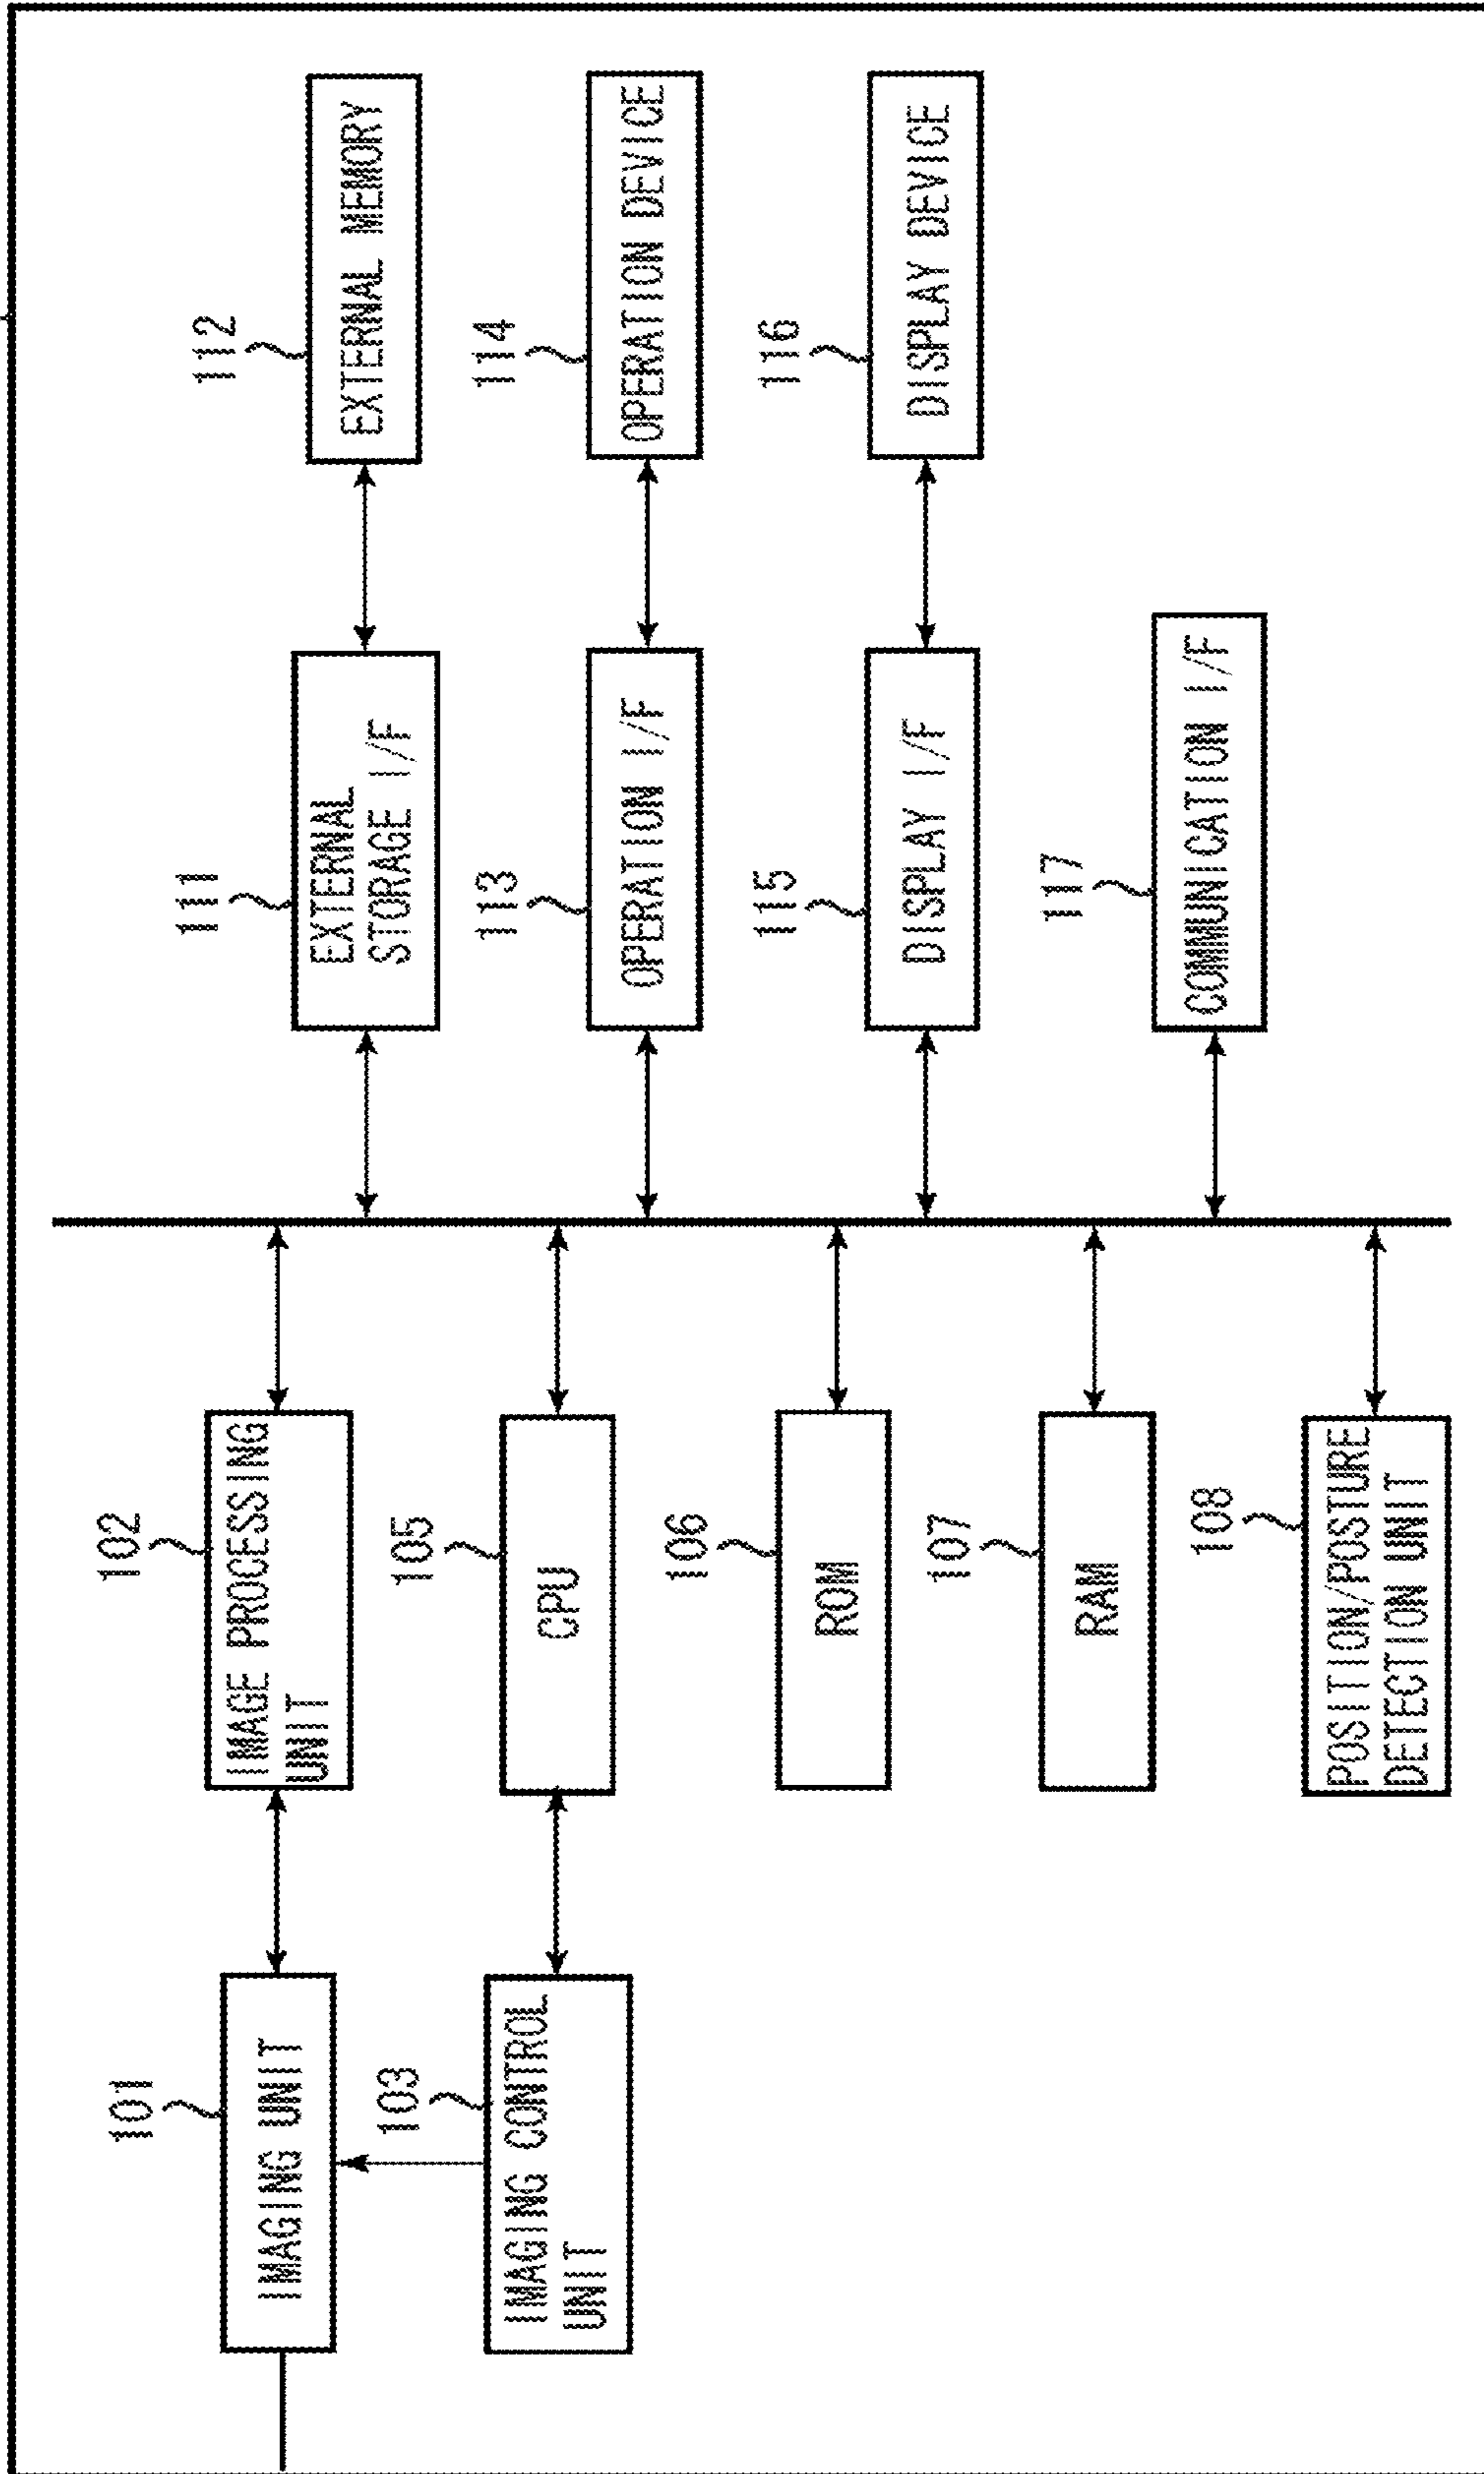 101
IMAGING UNIT
102
IMAGE PROCESSING
UNIT
111
EXTERNAL
STORAGE I/F
112
EXTERNAL MEMORY
103
IMAGING CONTROL
UNIT
105
CPU
113
OPERATION I/F
114
OPERATION DEVICE
106
ROM
115
DISPLAY I/F
116
DISPLAY DEVICE
107
RAM
117
COMMUNICATION I/F
108
POSITION/POSTURE
DETECTION UNIT